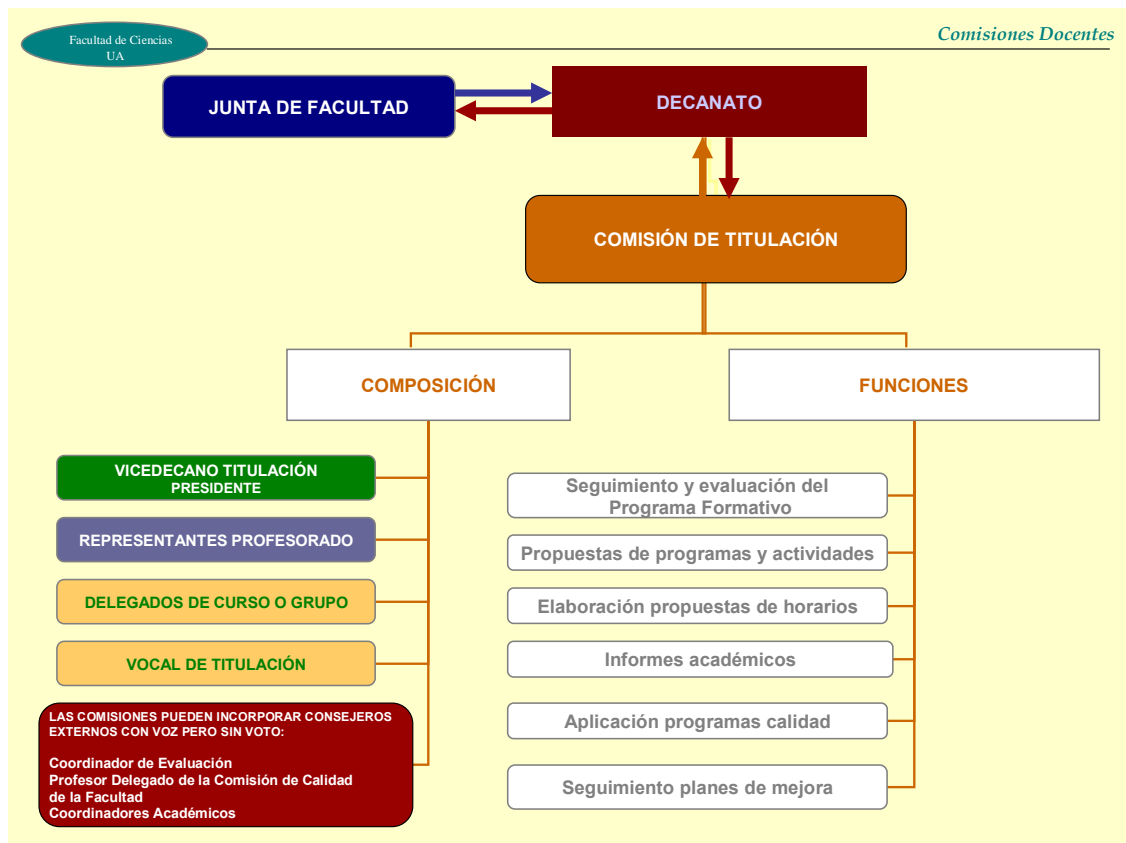 Facultad de Ciencias
UA
Comisiones Docentes
JUNTA DE FACULTAD
DECANATO
COMISIÓN DE TITULACIÓN
COMPOSICIÓN
FUNCIONES
VICEDECANO TITULACIÓN
PRESIDENTE
REPRESENTANTES PROFESORADO
DELEGADOS DE CURSO O GRUPO
VOCAL DE TITULACIÓN
LAS COMISIONES PUEDEN INCORPORAR CONSEJEROS
EXTERNOS CON VOZ PERO SIN VOTO:
Coordinador de Evaluación
Profesor Delegado de la Comisión de Calidad
de la Facultad
Coordinadores Académicos
Seguimiento y evaluación del
Programa Formativo
Propuestas de programas y actividades
Elaboración propuestas de horarios
Informes académicos
Aplicación programas calidad
Seguimiento planes de mejora